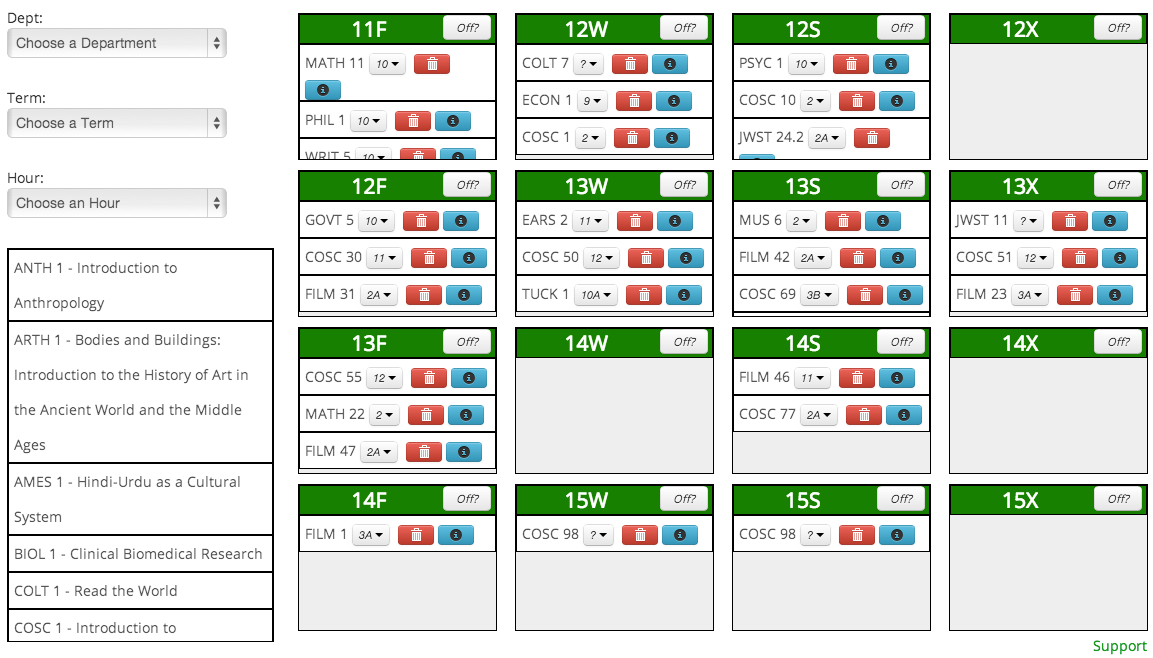 Dept:
Choose a Department
Term:
Choose a Term
Hour:
Choose an Hour
ANTH 1 - Introduction to
Anthropology
ARTH 1 - Bodies and Buildings:
Introduction to the History of Art in
the Ancient World and the Middle
Ages
AMES 1 - Hindi-Urdu as a Cultural
System
BIOL 1 - Clinical Biomedical Research
COLT 1 - Read the World
COSC 1 - Introduction to
11F Off?
MATH 11 10
PHIL 1 10
WRIT 5 10
12W Off?
COLT 7 ?
ECON 1 9
COSC 1 2
12S Off?
PSYC 1 10
COSC 10 2
JWST 24.2 2A
12X Off?
12F Off?
GOVT 5 10
COSC 30 11
FILM 31 2A
13W Off?
EARS 2 11
COSC 50 12
TUCK 1 10A
13S Off?
MUS 6 2
FILM 42 2A
COSC 69 3B
13X Off?
JWST 11 ?
COSC 51 12
FILM 23 3A
13F Off?
COSC 55 12
MATH 22 2
FILM 47 2A
14W Off?
14S Off?
FILM 46 11
COSC 77 2A
14X Off?
14F Off?
FILM 1 3A
15W Off?
COSC 98 ?
15S Off?
COSC 98 ?
15X Off?
Support